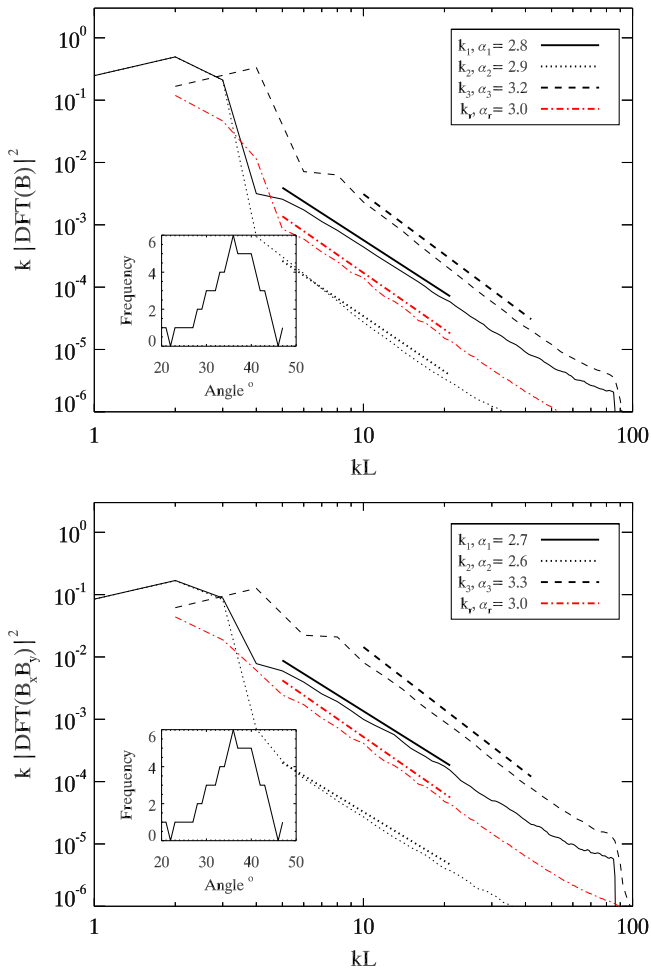 k₁, α₁= 2.8
k₂, α₂= 2.9
k₃, α₃= 3.2
kᵣ, αᵣ= 3.0
10⁰
10⁻¹
10⁻²
10⁻³
10⁻⁴
10⁻⁵
10⁻⁶
k |DFT(B)|²
1
10
100
kL
6
4
2
0
Frequency
20
30
40
50
Angle °
k₁, α₁= 2.7
k₂, α₂= 2.6
k₃, α₃= 3.3
kᵣ, αᵣ= 3.0
10⁰
10⁻¹
10⁻²
10⁻³
10⁻⁴
10⁻⁵
10⁻⁶
k |DFT(BₓBᵧ)|²
1
10
100
kL
6
4
2
0
Frequency
20
30
40
50
Angle °